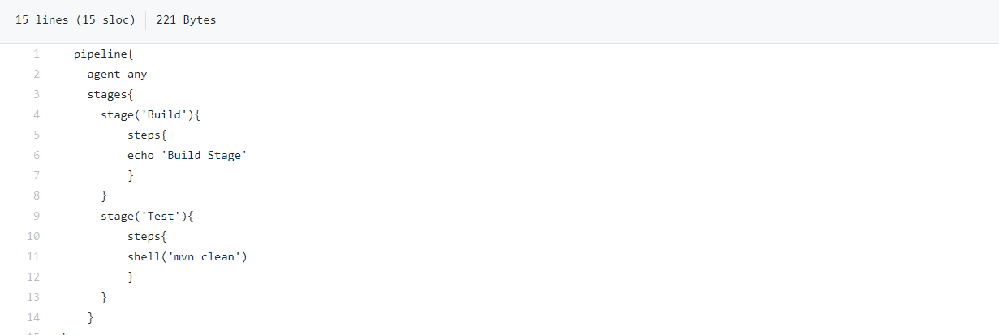 15 lines (15 sloc) 221 Bytes
1 pipeline{
2 agent any
3 stages{
4 stage('Build'){
5 steps{
6 echo 'Build Stage'
7 }
8 }
9 stage('Test'){
10 steps{
11 shell('mvn clean')
12 }
13 }
14 }